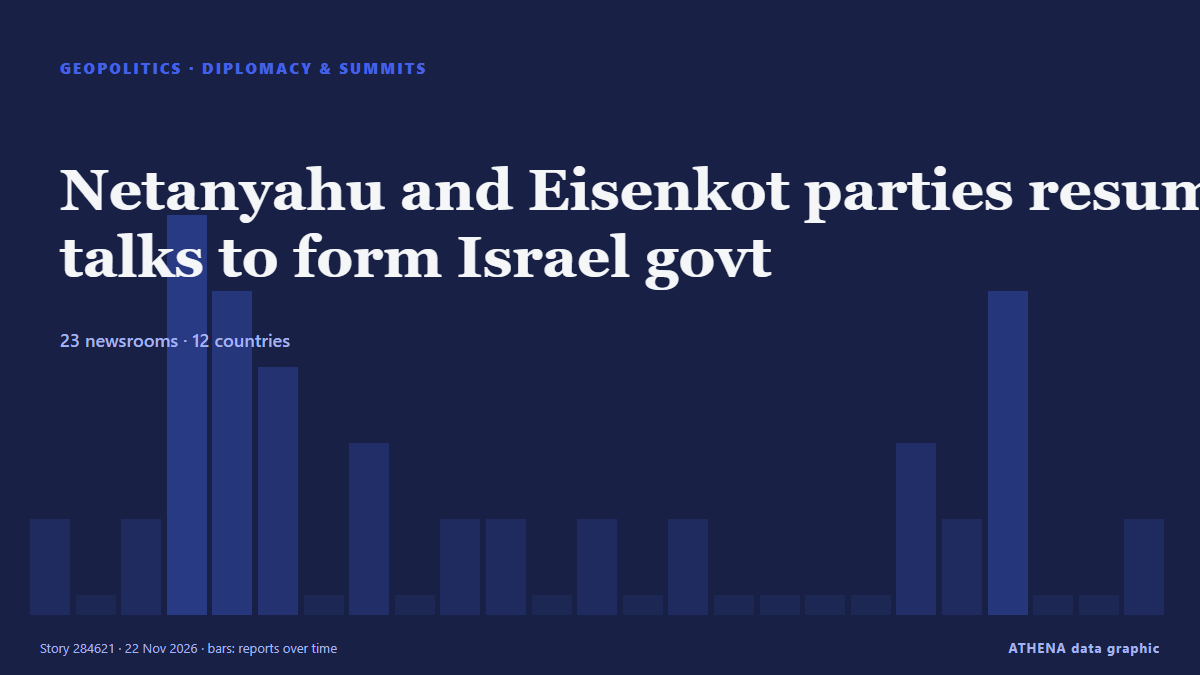 GEOPOLITICS · DIPLOMACY & SUMMITS
Netanyahu and Eisenkot parties resum
talks to form Israel govt
23 newsrooms · 12 countries
Story 284621 · 22 Nov 2026 · bars: reports over time
ATHENA data graphic